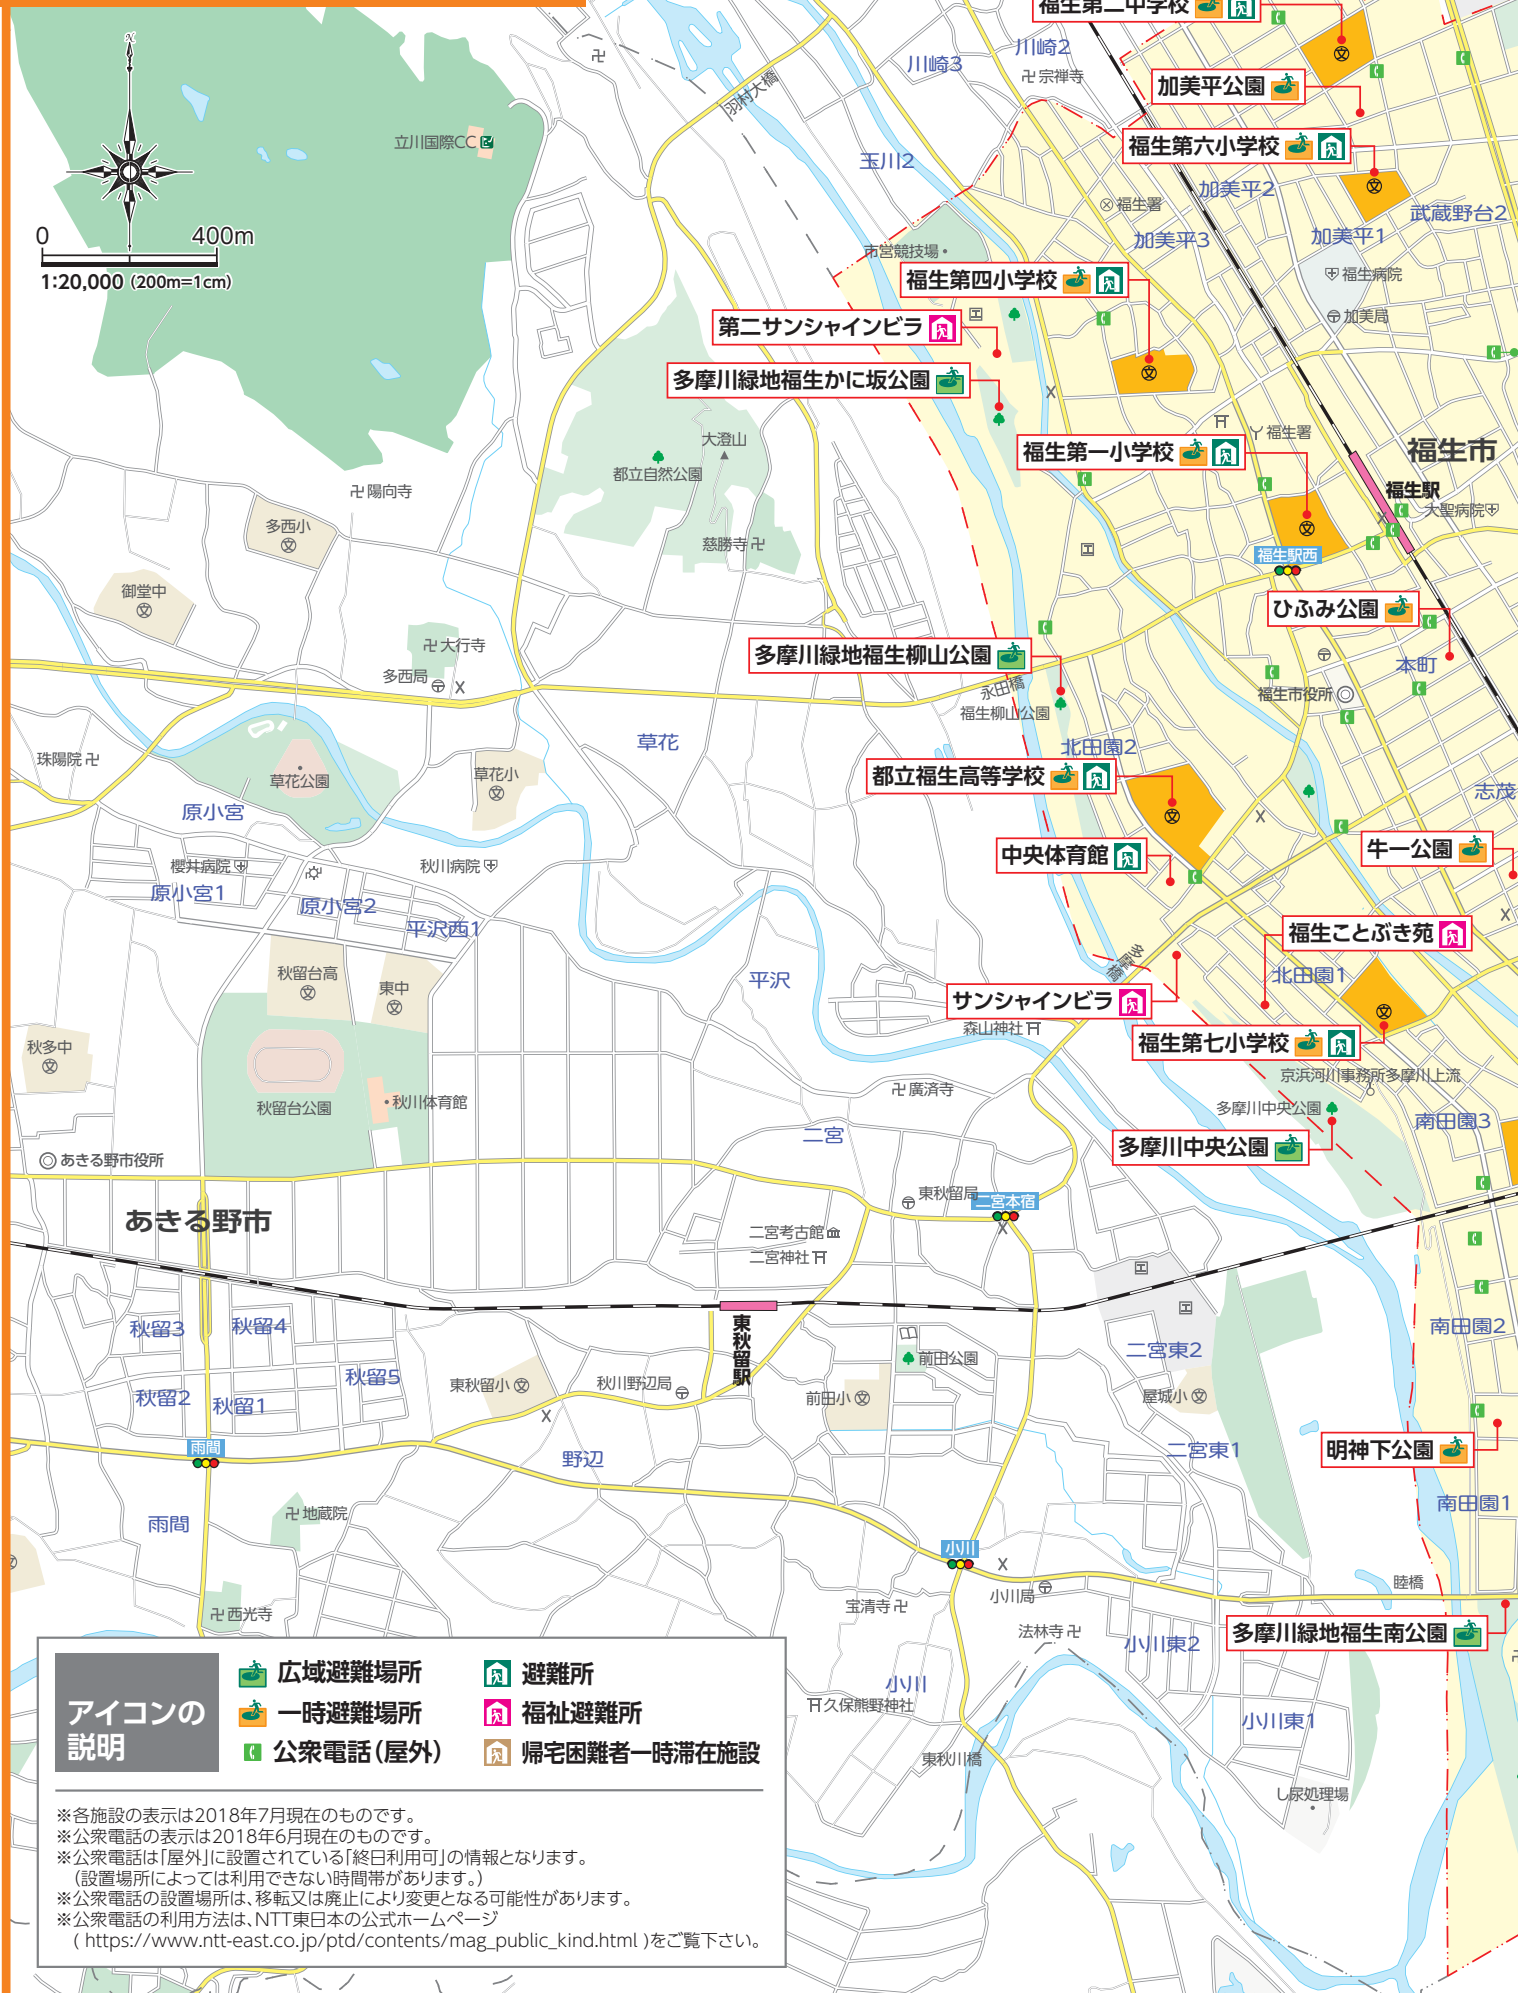 福生第二中学校
川崎2
川崎3
卍宗禅寺
羽村大橋
加美平公園
立川国際CC
福生第六小学校
玉川2
加美平2
福生署
武蔵野台2
N
0 400m
1:20,000 (200m=1cm)
加美平3
加美平1
市営競技場
福生病院
福生第四小学校
加美局
第二サンシャインビラ
多摩川緑地福生かに坂公園
大澄山
都立自然公園
福生署
福生第一小学校
福生市
福生駅
大聖病院
卍陽向寺
多西小
文
慈勝寺卍
福生駅西
御堂中
文
ひふみ公園
卍大行寺
多西局
多摩川緑地福生柳山公園
本町
永田橋
福生市役所
福生柳山公園
草花
北田園2
珠陽院卍
草花公園
草花小
文
都立福生高等学校
志茂
原小宮
牛一公園
中央体育館
櫻井病院
秋川病院
原小宮1
原小宮2
平沢西1
福生ことぶき苑
多摩橋
北田園1
秋留台高
文
東中
文
平沢
サンシャインビラ
森山神社
福生第七小学校
秋多中
文
京浜河川事務所多摩川上流
卍廣済寺
秋川体育館
秋留台公園
多摩川中央公園
南田園3
二宮
多摩川中央公園
あきる野市役所
東秋留局
二宮本宿
あきる野市
二宮考古館
二宮神社
東秋留駅
秋留3
秋留4
南田園2
二宮東2
前田公園
秋留5
東秋留小文
秋川野辺局
前田小文
屋城小文
秋留2
秋留1
雨間
野辺
二宮東1
明神下公園
南田園1
雨間
卍地蔵院
小川
睦橋
小川局
宝清寺卍
卍西光寺
法林寺卍
小川東2
多摩川緑地福生南公園
小川
久保熊野神社
小川東1
東秋川橋
し尿処理場
アイコンの
説明
広域避難場所
避難所
一時避難場所
福祉避難所
公衆電話（屋外）
帰宅困難者一時滞在施設
※各施設の表示は2018年7月現在のものです。
※公衆電話の表示は2018年6月現在のものです。
※公衆電話は「屋外」に設置されている「終日利用可」の情報となります。
（設置場所によっては利用できない時間帯があります。）
※公衆電話の設置場所は、移転又は廃止により変更となる可能性があります。
※公衆電話の利用方法は、NTT東日本の公式ホームページ
( https://www.ntt-east.co.jp/ptd/contents/mag_public_kind.html )をご覧下さい。